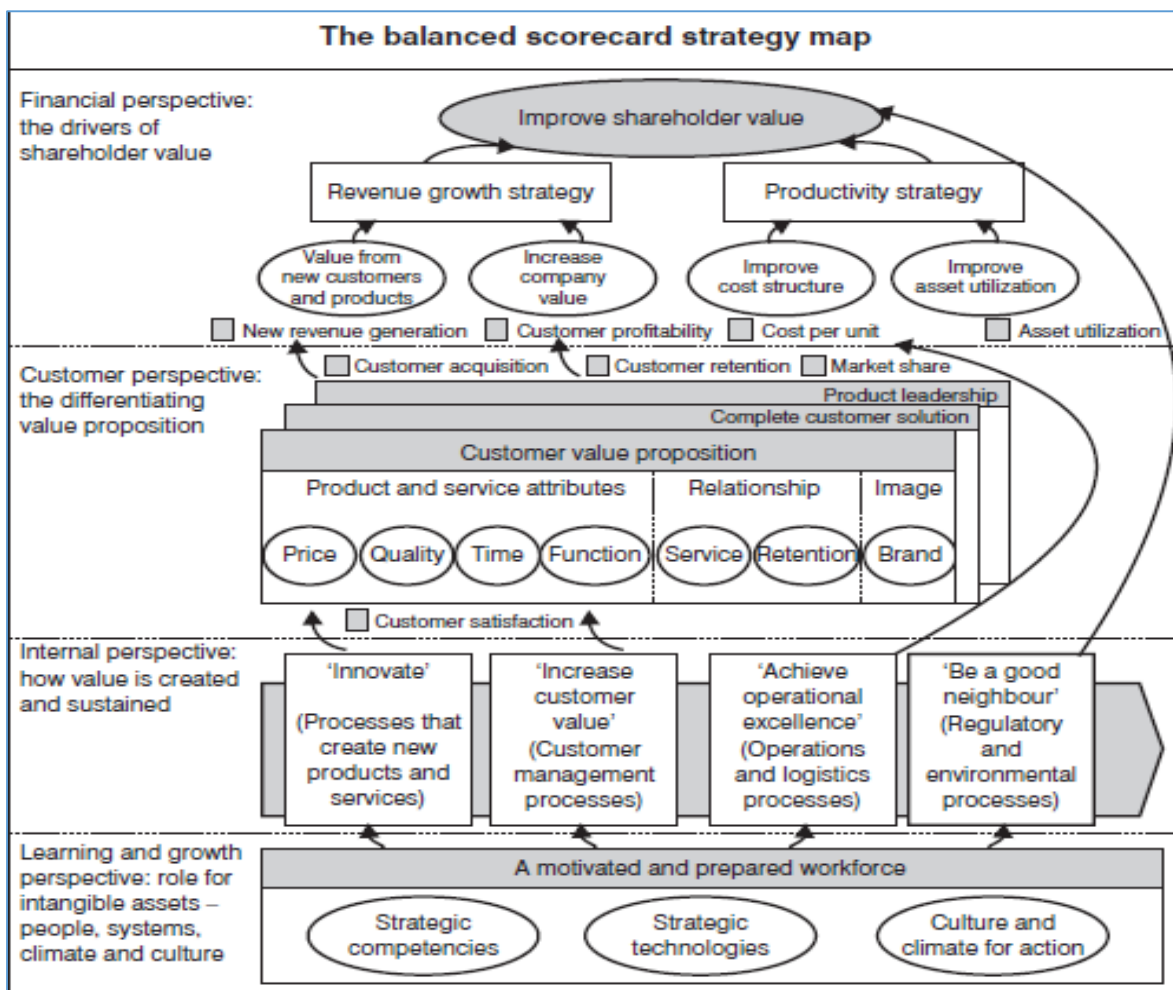 The balanced scorecard strategy map
Financial perspective:
the drivers of
shareholder value
Improve shareholder value
Revenue growth strategy
Productivity strategy
Value from
new customers
and products
Increase
company
value
Improve
cost structure
Improve
asset utilization
New revenue generation
Customer profitability
Cost per unit
Asset utilization
Customer perspective:
the differentiating
value proposition
Customer acquisition
Customer retention
Market share
Product leadership
Complete customer solution
Customer value proposition
Product and service attributes
Relationship
Image
Price
Quality
Time
Function
Service
Retention
Brand
Customer satisfaction
Internal perspective:
how value is created
and sustained
‘Innovate’
(Processes that
create new
products and
services)
‘Increase
customer
value’
(Customer
management
processes)
‘Achieve
operational
excellence’
(Operations
and logistics
processes)
‘Be a good
neighbour’
(Regulatory
and
environmental
processes)
Learning and growth
perspective: role for
intangible assets –
people, systems,
climate and culture
A motivated and prepared workforce
Strategic
competencies
Strategic
technologies
Culture and
climate for action